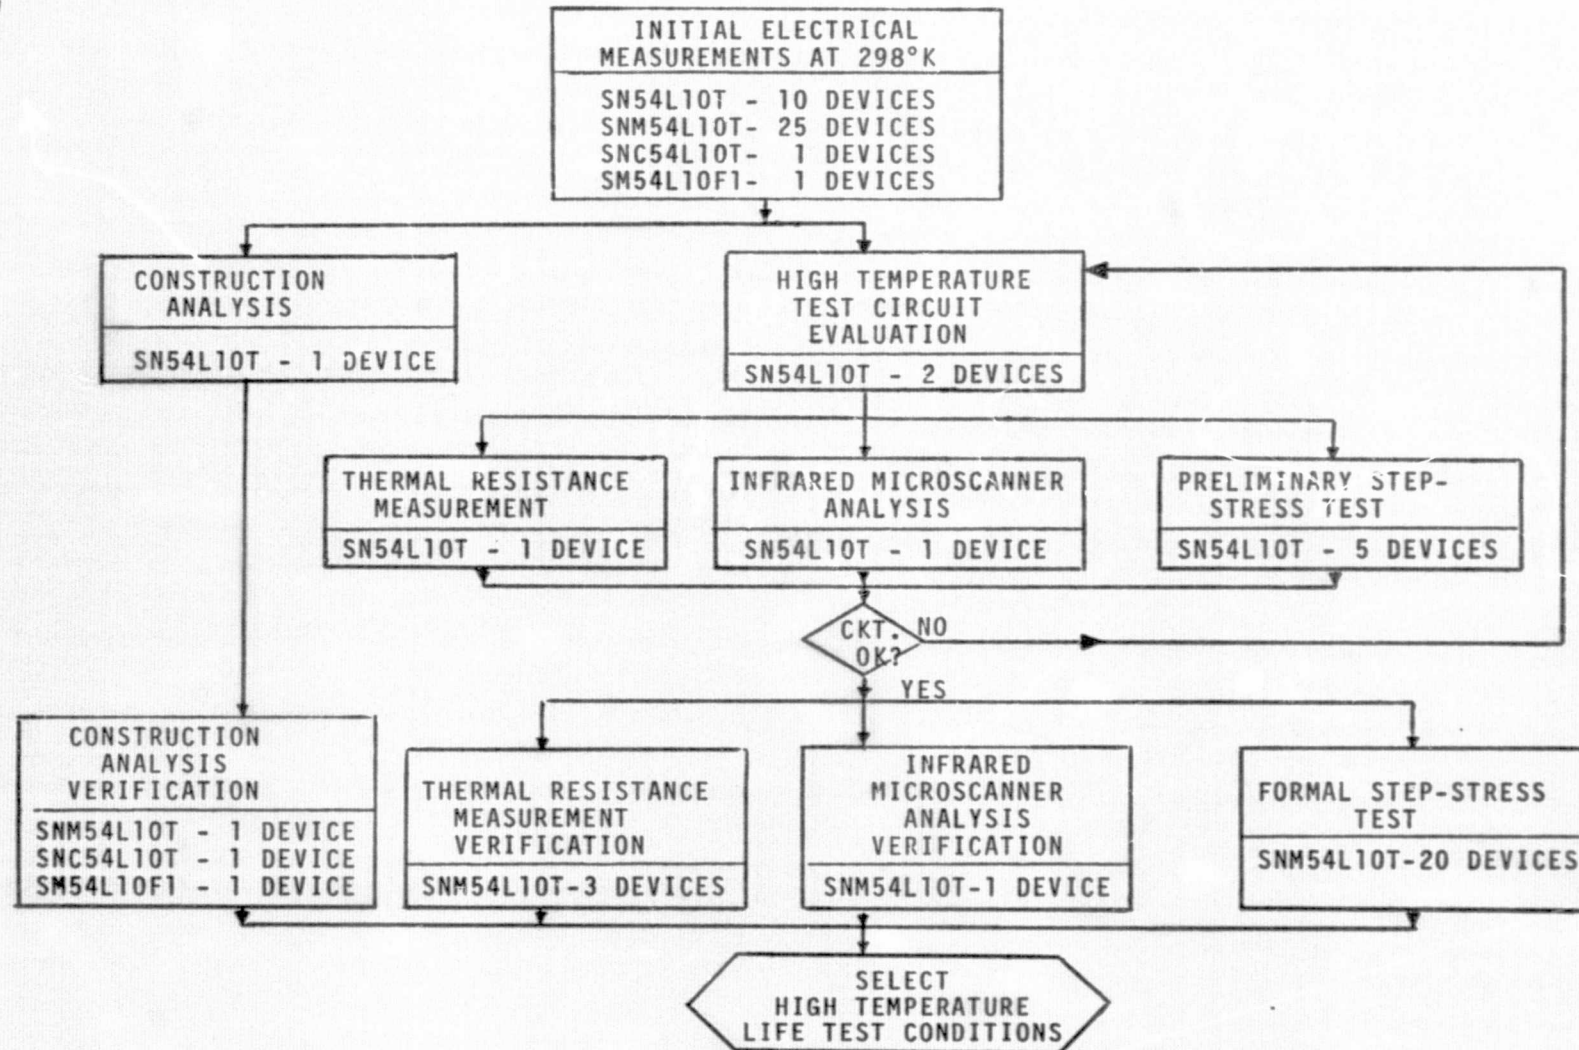 INITIAL ELECTRICAL
MEASUREMENTS AT 298°K
SN54L10T - 10 DEVICES
SNM54L10T- 25 DEVICES
SNC54L10T- 1 DEVICES
SM54L10F1- 1 DEVICES
CONSTRUCTION
ANALYSIS
SN54L10T - 1 DEVICE
HIGH TEMPERATURE
TEST CIRCUIT
EVALUATION
SN54L10T - 2 DEVICES
THERMAL RESISTANCE
MEASUREMENT
SN54L10T - 1 DEVICE
INFRARED MICROSCANNER
ANALYSIS
SN54L10T - 1 DEVICE
PRELIMINARY STEP-
STRESS TEST
SN54L10T - 5 DEVICES
CKT.
OK?
NO
YES
CONSTRUCTION
ANALYSIS
VERIFICATION
SNM54L10T - 1 DEVICE
SNC54L10T - 1 DEVICE
SM54L10F1 - 1 DEVICE
THERMAL RESISTANCE
MEASUREMENT
VERIFICATION
SNM54L10T-3 DEVICES
INFRARED
MICROSCANNER
ANALYSIS
VERIFICATION
SNM54L10T-1 DEVICE
FORMAL STEP-STRESS
TEST
SNM54L10T-20 DEVICES
SELECT
HIGH TEMPERATURE
LIFE TEST CONDITIONS